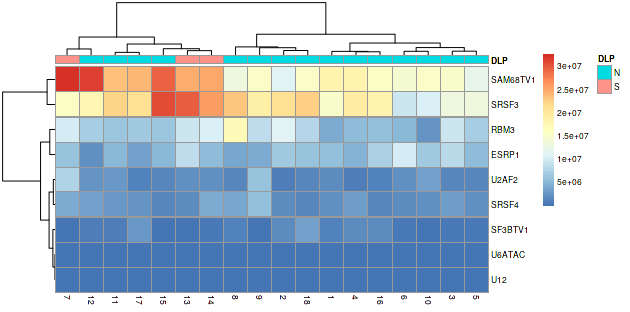 DLP
SAM68TV1
SRSF3
RBM3
ESRP1
U2AF2
SRSF4
SF3BTV1
U6ATAC
U12
7 12 11 17 15 13 14 8 9 2 18 1 4 16 6 10 3 5
3e+07
2.5e+07
2e+07
1.5e+07
1e+07
5e+06
DLP
N
S